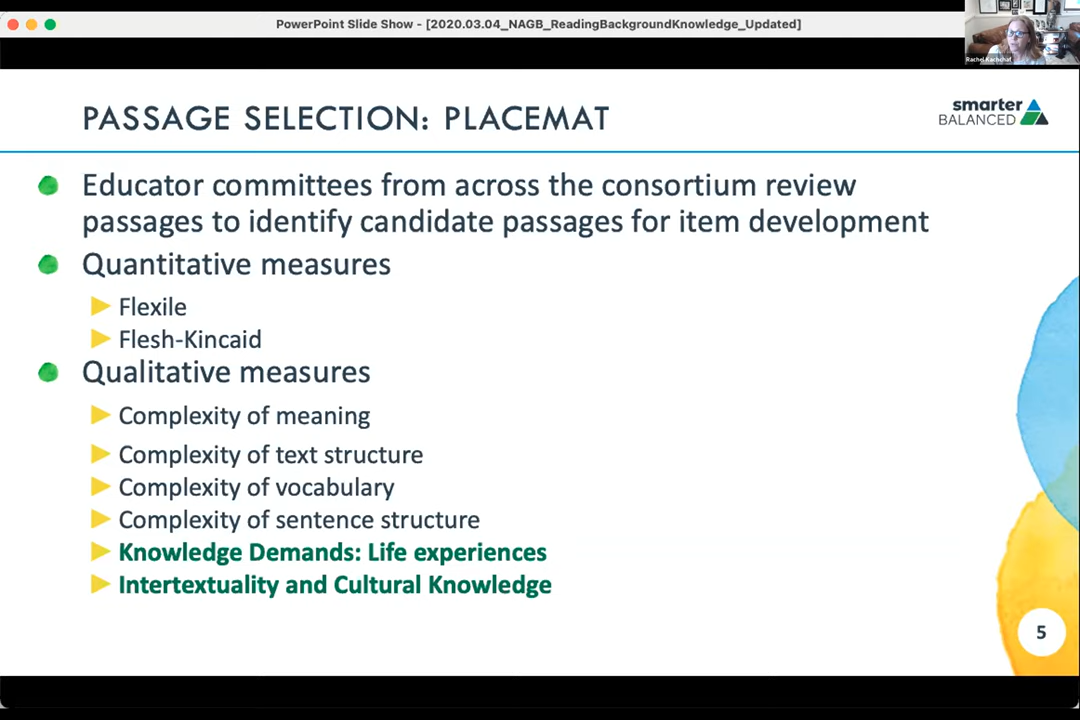 PowerPoint Slide Show - [2020.03.04_NAGB_ReadingBackgroundKnowledge_Updated]
Rachel Kachchaf
PASSAGE SELECTION: PLACEMAT
smarter
BALANCED
Educator committees from across the consortium review
passages to identify candidate passages for item development
Quantitative measures
Flexile
Flesh-Kincaid
Qualitative measures
Complexity of meaning
Complexity of text structure
Complexity of vocabulary
Complexity of sentence structure
Knowledge Demands: Life experiences
Intertextuality and Cultural Knowledge
5